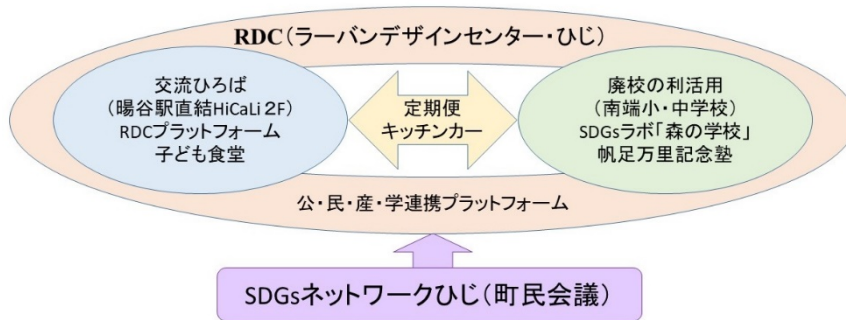 RDC(ラーバンデザインセンター・ひじ)
交流ひろば
(暘谷駅直結HiCaLi 2F)
RDCプラットフォーム
子ども食堂
定期便
キッチンカー
廃校の利活用
(南端小・中学校)
SDGsラボ「森の学校」
帆足万里記念塾
公・民・産・学連携プラットフォーム
SDGsネットワークひじ(町民会議)